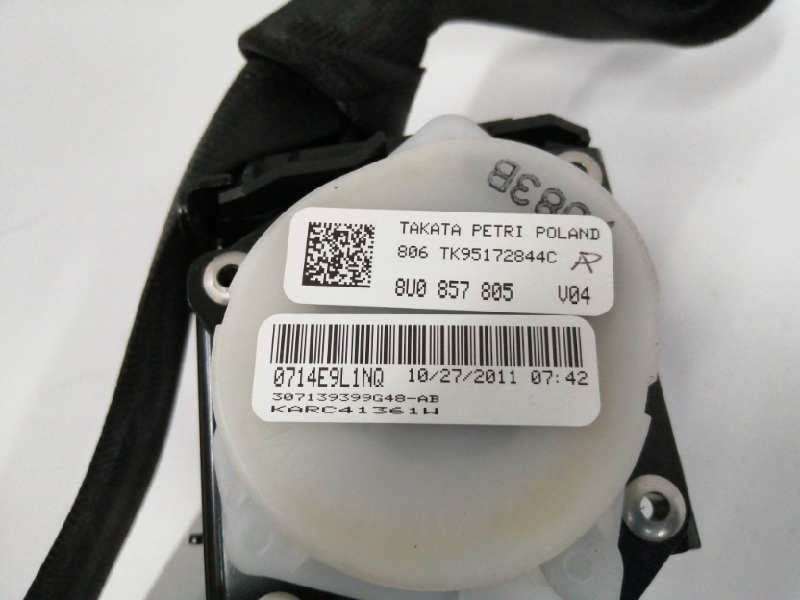 TAKATA PETRI POLAND
806 TK95172844C
8U0 857 805 V04
0714E9L1NQ 10/27/2011 07:42
307139399G48-AB
KARC41361W